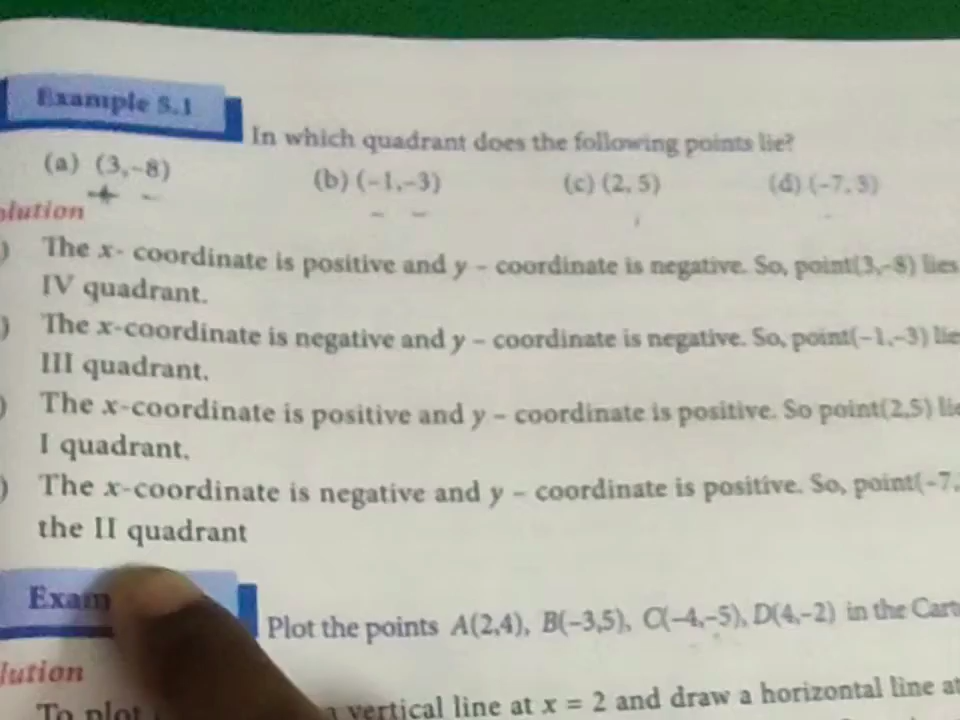 Example 5.1
In which quadrant does the following points lie?
(a) (3,-8) (b) (-1,-3) (c) (2, 5) (d) (-7, 3)
+ - - -
olution
) The x- coordinate is positive and y – coordinate is negative. So, point(3,-8) lies
IV quadrant.
) The x-coordinate is negative and y – coordinate is negative. So, point(-1,-3) lie
III quadrant.
) The x-coordinate is positive and y – coordinate is positive. So point(2,5) lie
I quadrant.
) The x-coordinate is negative and y – coordinate is positive. So, point(-7,
the II quadrant
Exam
Plot the points A(2,4), B(-3,5), C(-4,-5), D(4,-2) in the Cart
lution
To plot a vertical line at x = 2 and draw a horizontal line at